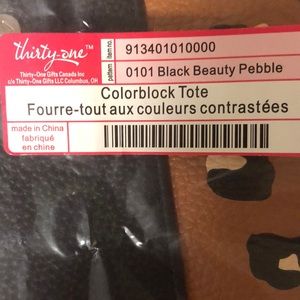 thirty-one™
Thirty-One Gifts Canada Inc
c/o Thirty-One Gifts LLC Columbus, OH
item no
913401010000
pattern
0101 Black Beauty Pebble
Colorblock Tote
Fourre-tout aux couleurs contrastées
made in China
fabriqué
en chine